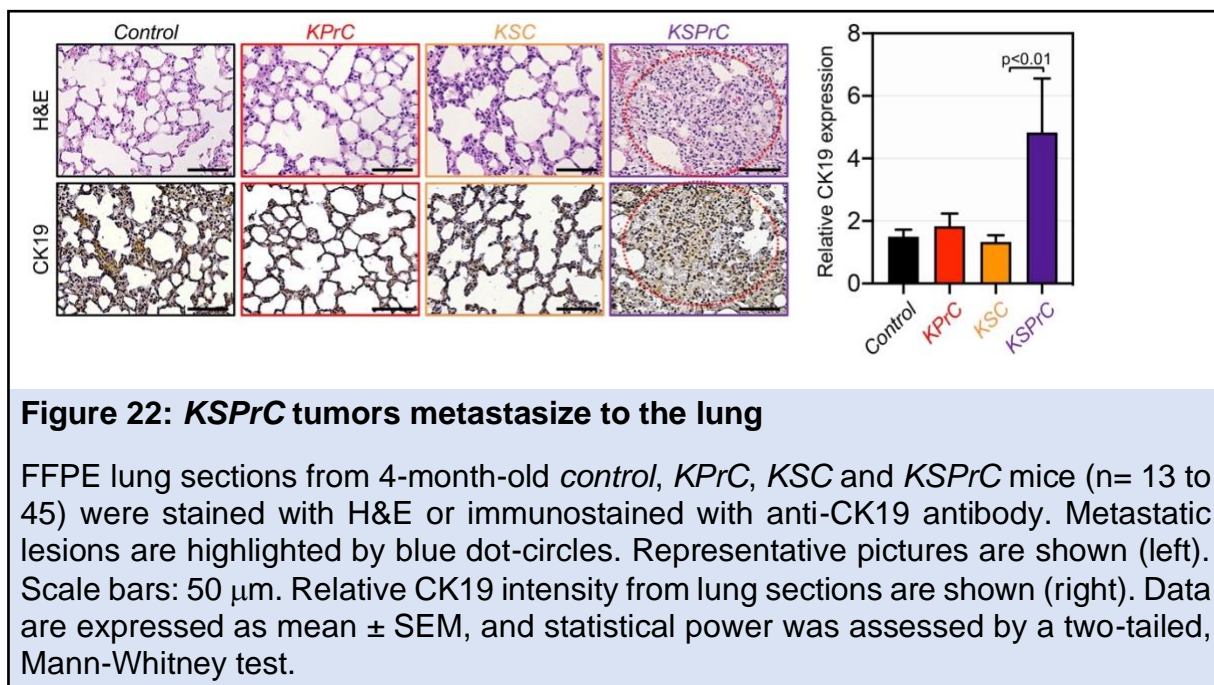 Control KPrC KSC KSPrC
H&E
CK19
8
6
4
2
0
p<0.01
Relative CK19 expression
Control
KPrC
KSC
KSPrC
Figure 22: KSPrC tumors metastasize to the lung
FFPE lung sections from 4-month-old control, KPrC, KSC and KSPrC mice (n= 13 to
45) were stained with H&E or immunostained with anti-CK19 antibody. Metastatic
lesions are highlighted by blue dot-circles. Representative pictures are shown (left).
Scale bars: 50 μm. Relative CK19 intensity from lung sections are shown (right). Data
are expressed as mean ± SEM, and statistical power was assessed by a two-tailed,
Mann-Whitney test.